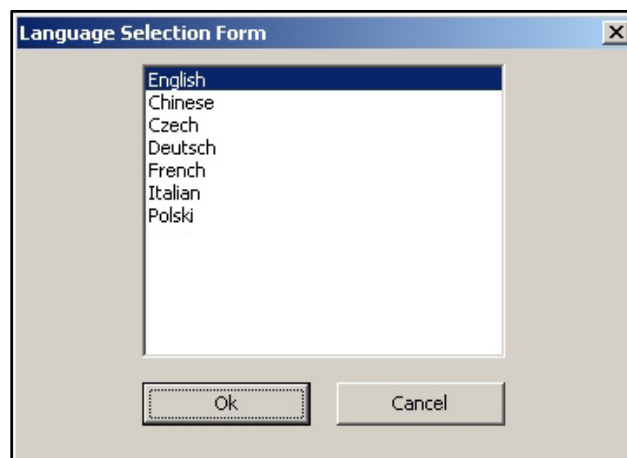 Language Selection Form
English
Chinese
Czech
Deutsch
French
Italian
Polski
Ok Cancel